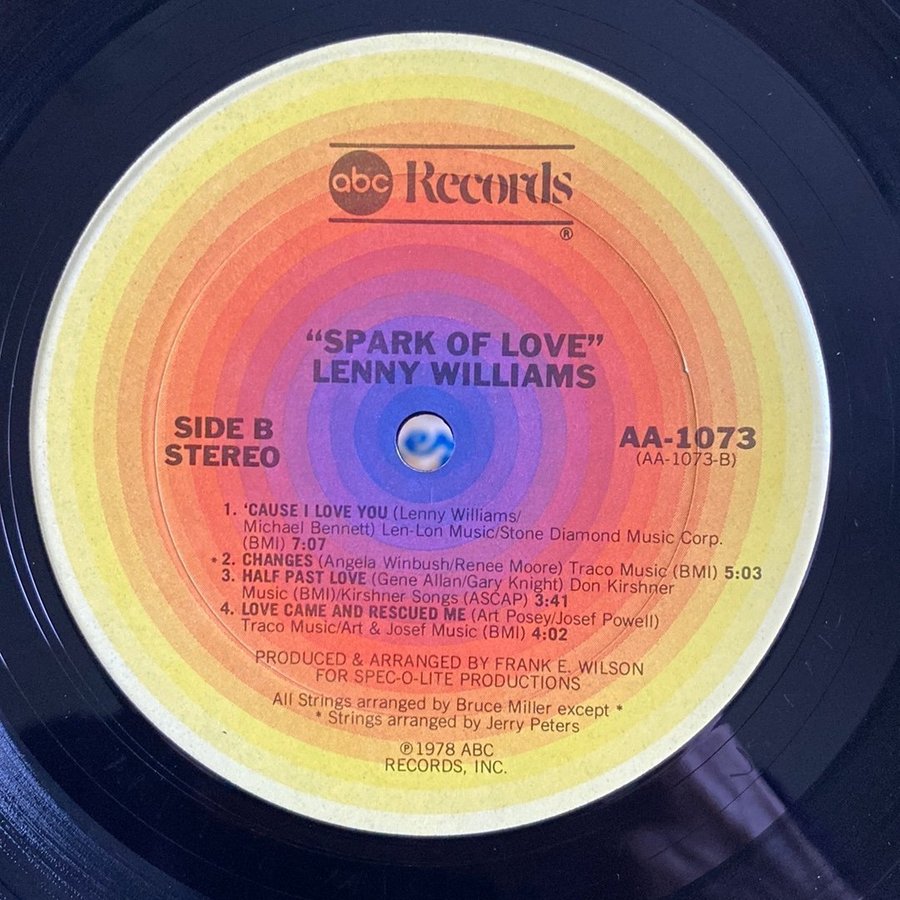 abc Records
®
"SPARK OF LOVE"
LENNY WILLIAMS
SIDE B
STEREO
AA-1073
(AA-1073-B)
1. 'CAUSE I LOVE YOU (Lenny Williams/
Michael Bennett) Len-Lon Music/Stone Diamond Music Corp.
(BMI) 7:07
*2. CHANGES (Angela Winbush/Renee Moore) Traco Music (BMI) 5:03
3. HALF PAST LOVE (Gene Allan/Gary Knight) Don Kirshner
Music (BMI)/Kirshner Songs (ASCAP) 3:41
4. LOVE CAME AND RESCUED ME (Art Posey/Josef Powell)
Traco Music/Art & Josef Music (BMI) 4:02
PRODUCED & ARRANGED BY FRANK E. WILSON
FOR SPEC-O-LITE PRODUCTIONS
All Strings arranged by Bruce Miller except *
* Strings arranged by Jerry Peters
℗ 1978 ABC
RECORDS, INC.